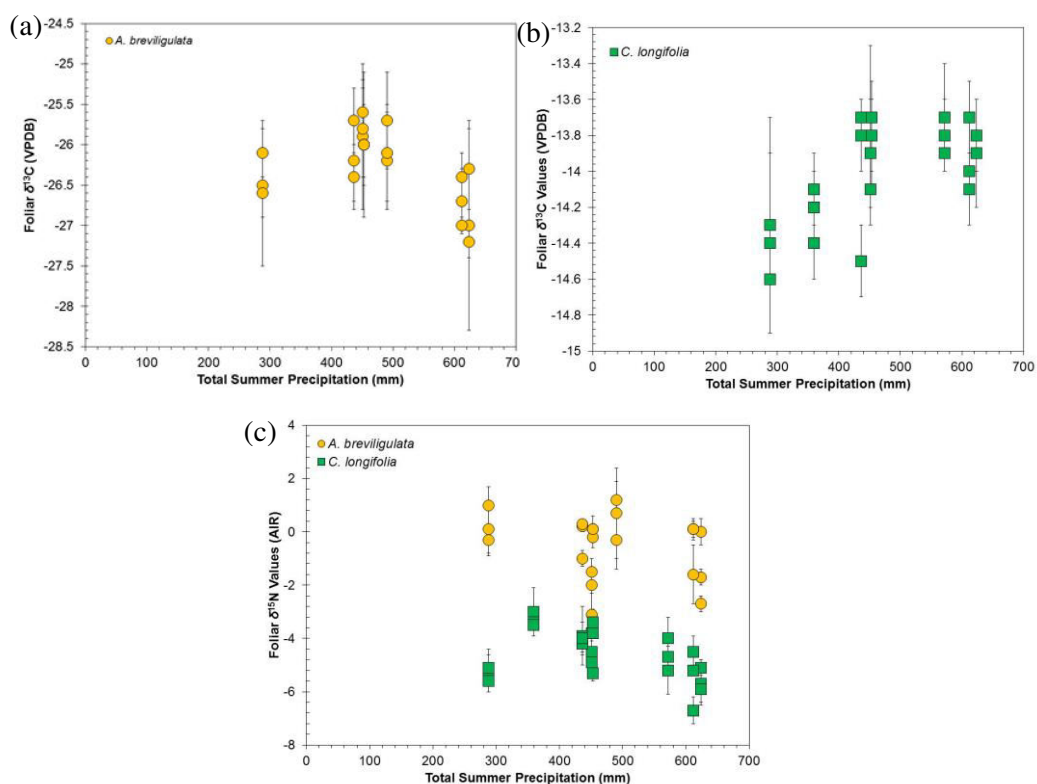 (a)
A. breviligulata
Foliar δ¹³C (VPDB)
-24.5
-25
-25.5
-26
-26.5
-27
-27.5
-28
-28.5
0 100 200 300 400 500 600 70
Total Summer Precipitation (mm)
(b)
C. longifolia
Foliar δ¹³C Values (VPDB)
-13.2
-13.4
-13.6
-13.8
-14
-14.2
-14.4
-14.6
-14.8
-15
0 100 200 300 400 500 600 700
Total Summer Precipitation (mm)
(c)
A. breviligulata
C. longifolia
Foliar δ¹⁵N Values (AIR)
4
2
0
-2
-4
-6
-8
0 100 200 300 400 500 600 700
Total Summer Precipitation (mm)